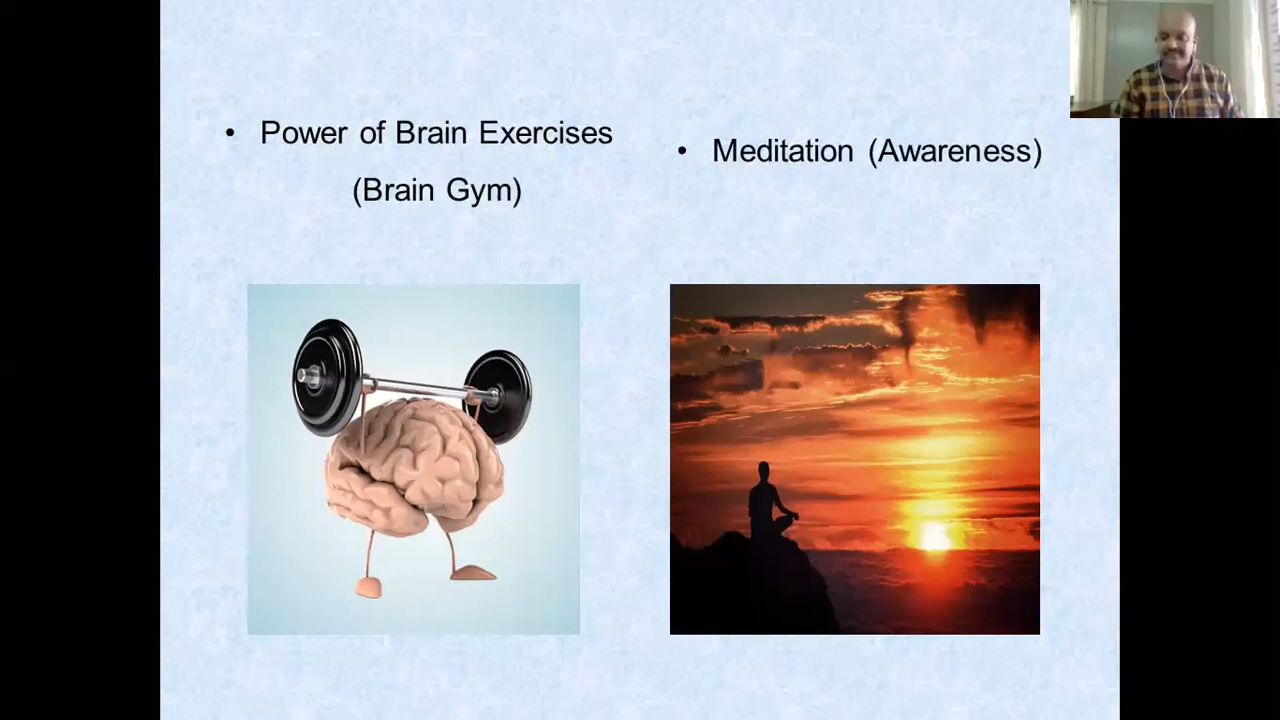 • Power of Brain Exercises
(Brain Gym)
• Meditation (Awareness)